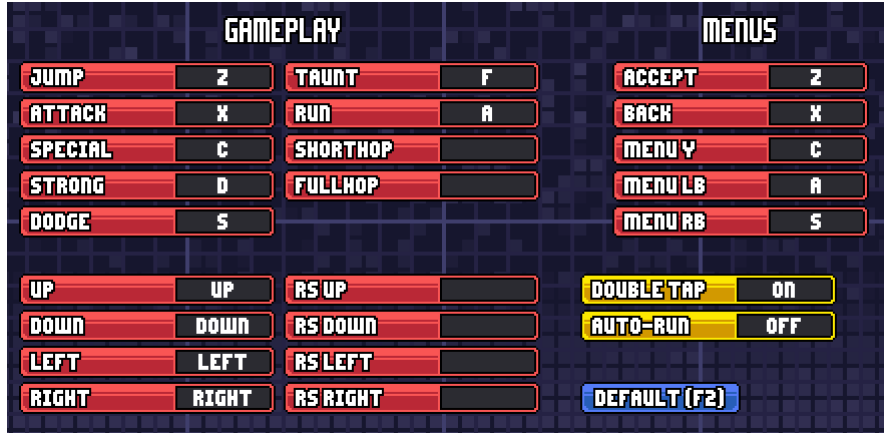 GAMEPLAY MENUS
JUMP Z TAUNT F ACCEPT Z
ATTACK X RUN A BACK X
SPECIAL C SHORTHOP MENU Y C
STRONG D FULLHOP MENU LB A
DODGE S MENU RB S
UP UP RS UP DOUBLE TAP ON
DOWN DOWN RS DOWN AUTO-RUN OFF
LEFT LEFT RS LEFT
RIGHT RIGHT RS RIGHT DEFAULT (F2)